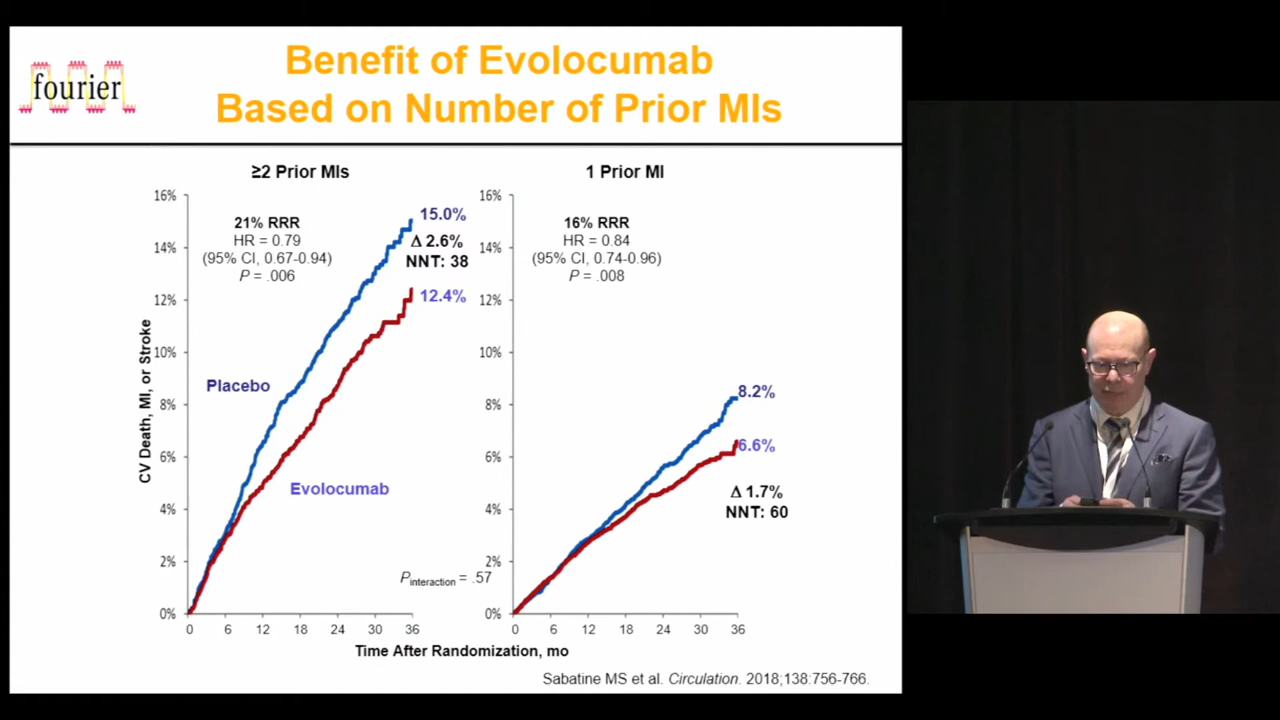 fourier
Benefit of Evolocumab
Based on Number of Prior MIs
≥2 Prior MIs
16%
14%
12%
10%
8%
6%
4%
2%
0%
CV Death, MI, or Stroke
21% RRR
HR = 0.79
(95% CI, 0.67-0.94)
P = .006
15.0%
Δ 2.6%
NNT: 38
12.4%
Placebo
Evolocumab
0 6 12 18 24 30 36
P interaction = .57
1 Prior MI
16%
14%
12%
10%
8%
6%
4%
2%
0%
16% RRR
HR = 0.84
(95% CI, 0.74-0.96)
P = .008
8.2%
6.6%
Δ 1.7%
NNT: 60
0 6 12 18 24 30 36
Time After Randomization, mo
Sabatine MS et al. Circulation. 2018;138:756-766.